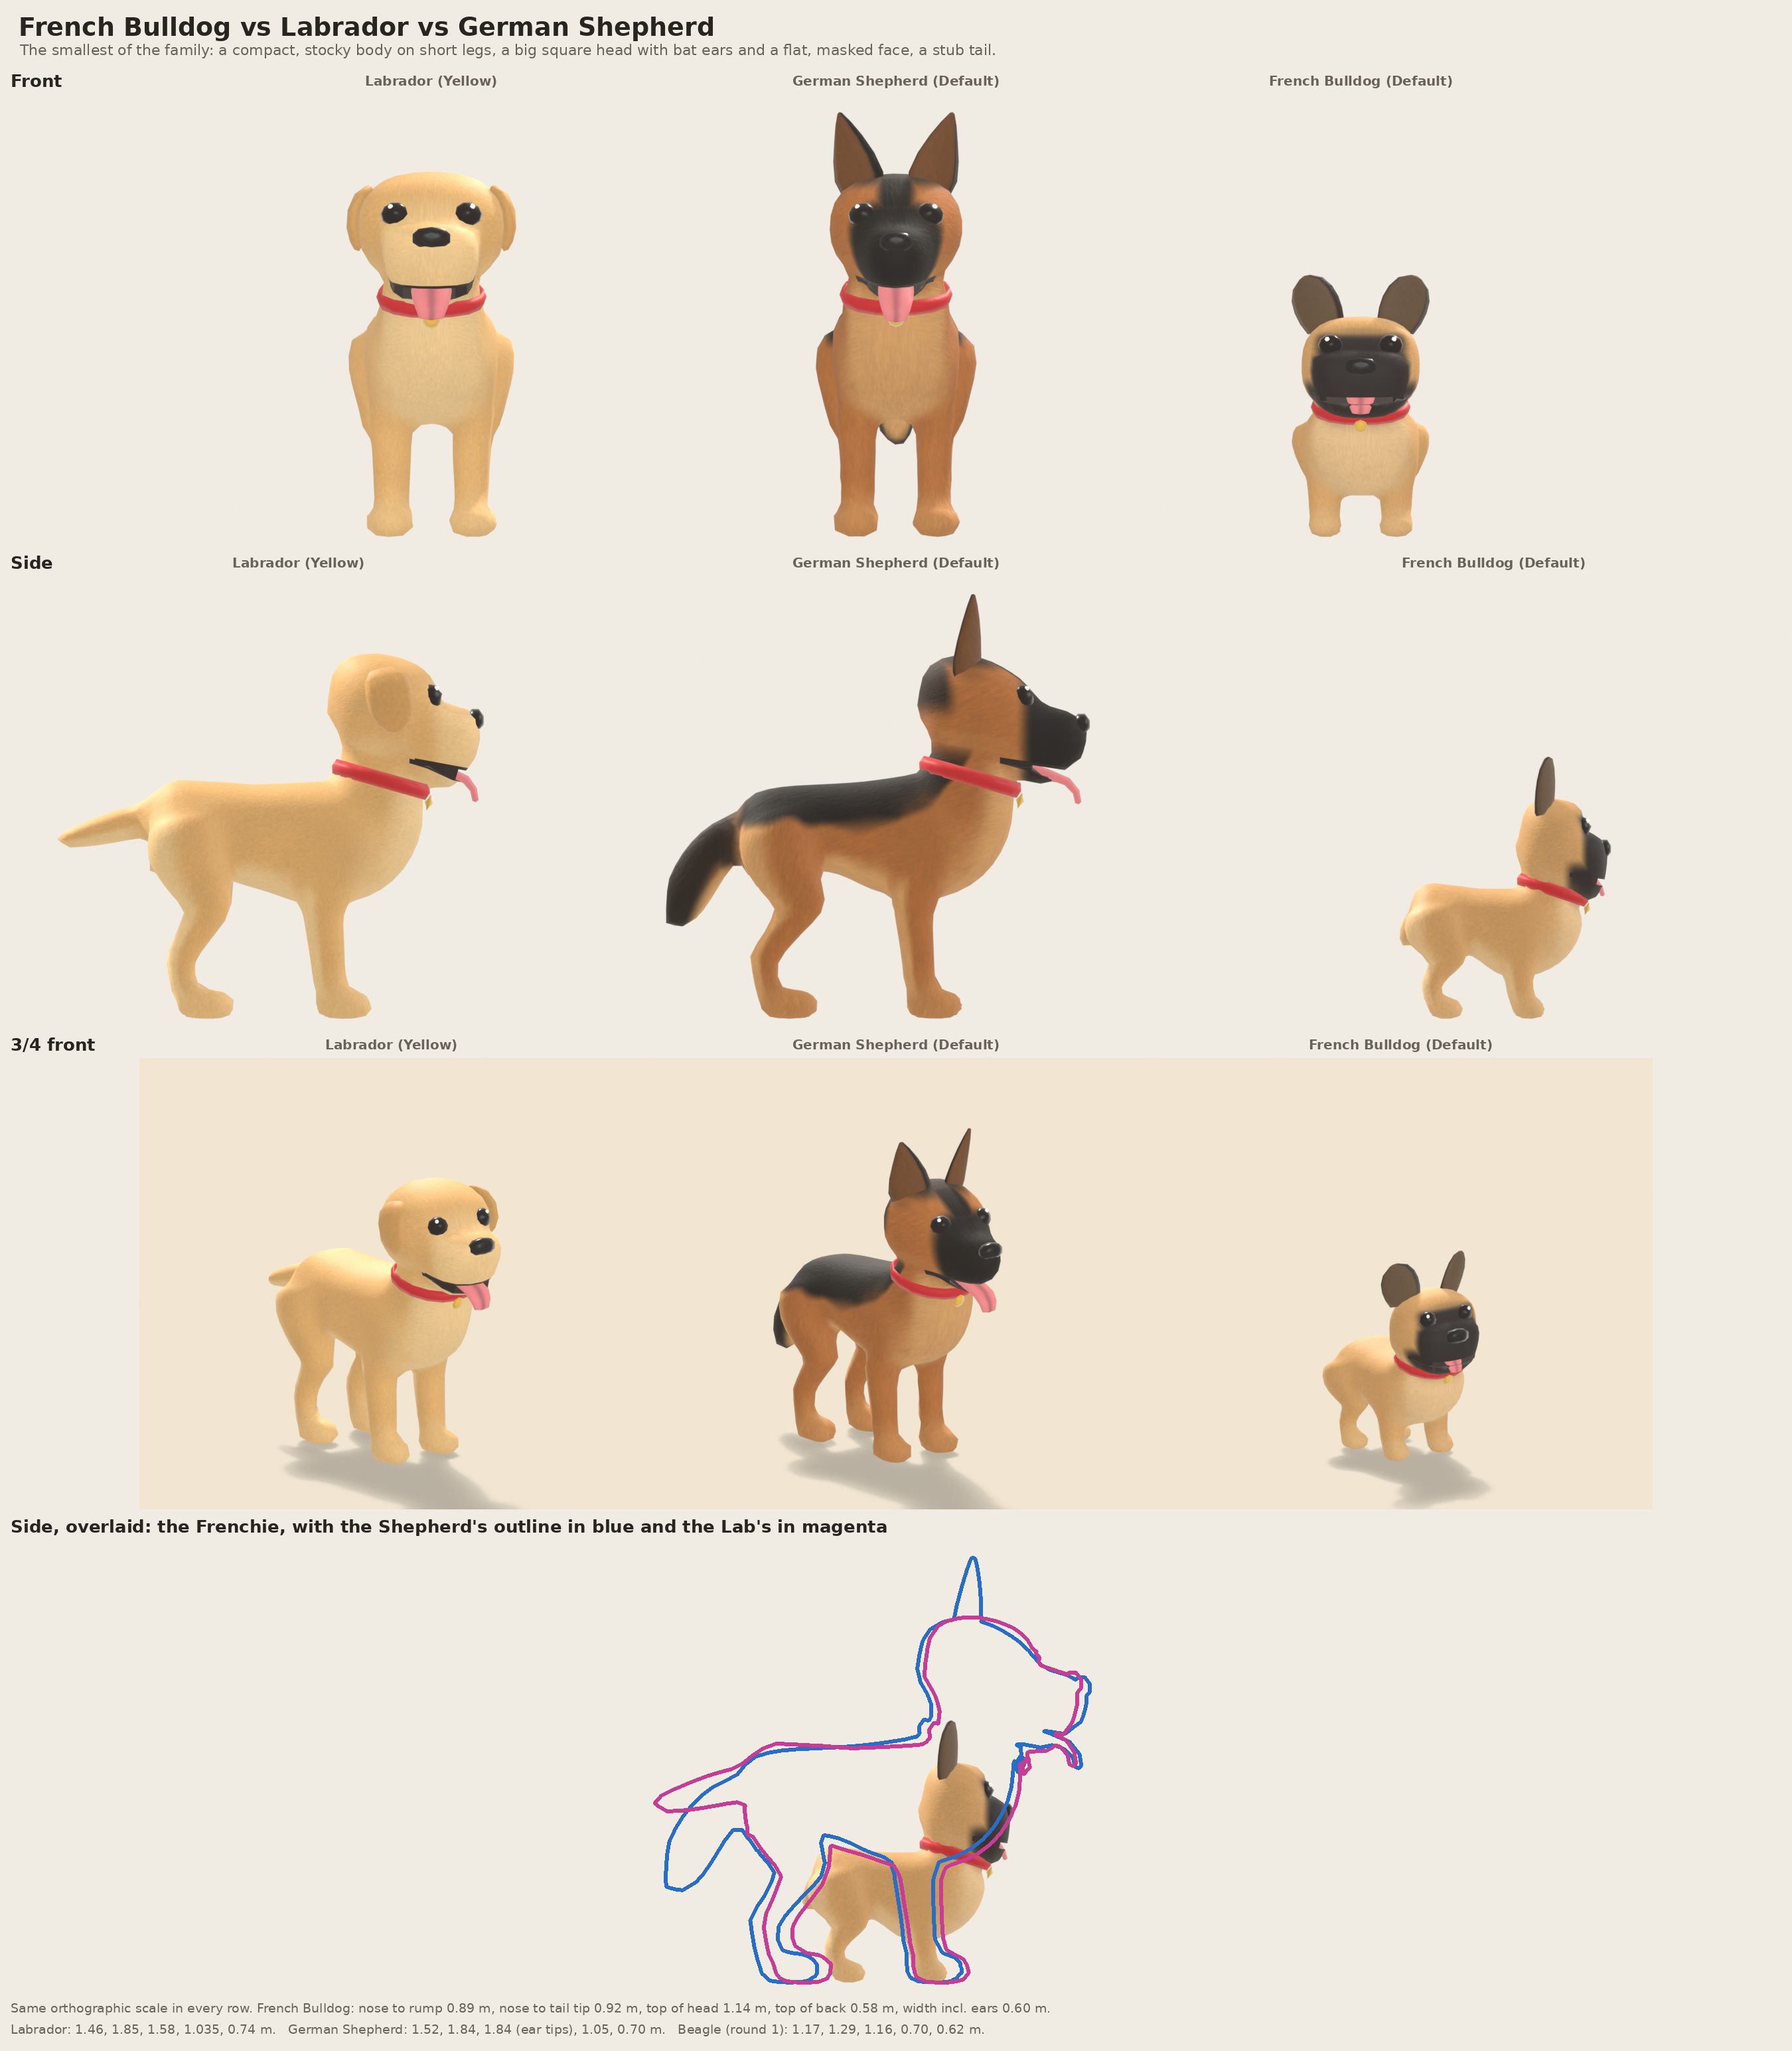 French Bulldog vs Labrador vs German Shepherd
The smallest of the family: a compact, stocky body on short legs, a big square head with bat ears and a flat, masked face, a stub tail.
Front
Labrador (Yellow)
German Shepherd (Default)
French Bulldog (Default)
Side
Labrador (Yellow)
German Shepherd (Default)
French Bulldog (Default)
3/4 front
Labrador (Yellow)
German Shepherd (Default)
French Bulldog (Default)
Side, overlaid: the Frenchie, with the Shepherd's outline in blue and the Lab's in magenta
Same orthographic scale in every row. French Bulldog: nose to rump 0.89 m, nose to tail tip 0.92 m, top of head 1.14 m, top of back 0.58 m, width incl. ears 0.60 m.
Labrador: 1.46, 1.85, 1.58, 1.035, 0.74 m.   German Shepherd: 1.52, 1.84, 1.84 (ear tips), 1.05, 0.70 m.   Beagle (round 1): 1.17, 1.29, 1.16, 0.70, 0.62 m.